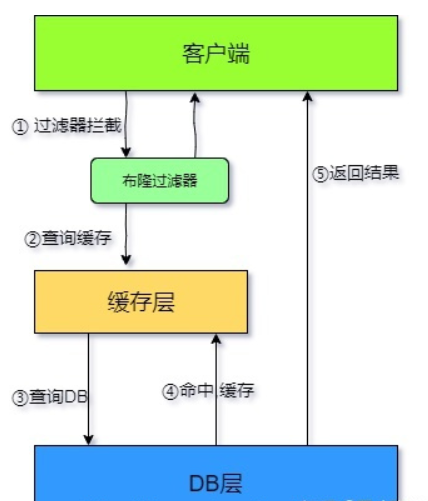 客户端
① 过滤器拦截
布隆过滤器
⑤返回结果
②查询缓存
缓存层
③查询DB
④命中,缓存
DB层